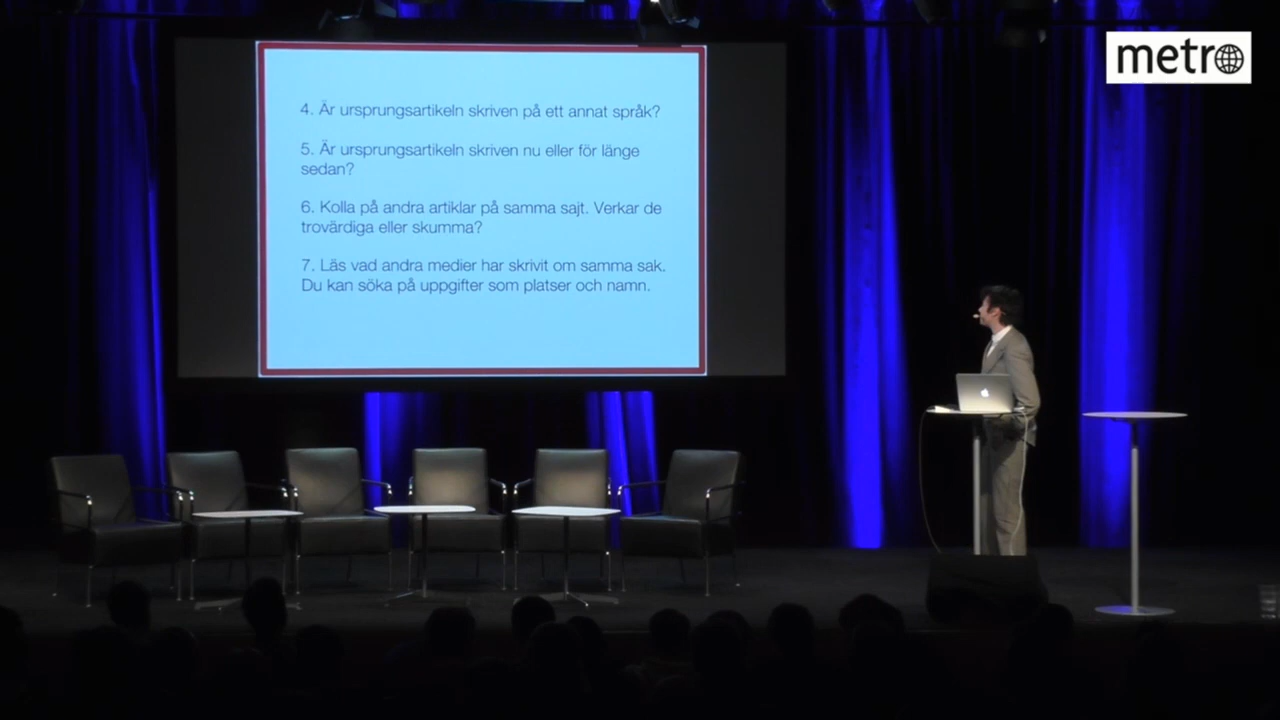 metro
4. Är ursprungsartikeln skriven på ett annat språk?
5. Är ursprungsartikeln skriven nu eller för länge
sedan?
6. Kolla på andra artiklar på samma sajt. Verkar de
trovärdiga eller skumma?
7. Läs vad andra medier har skrivit om samma sak.
Du kan söka på uppgifter som platser och namn.